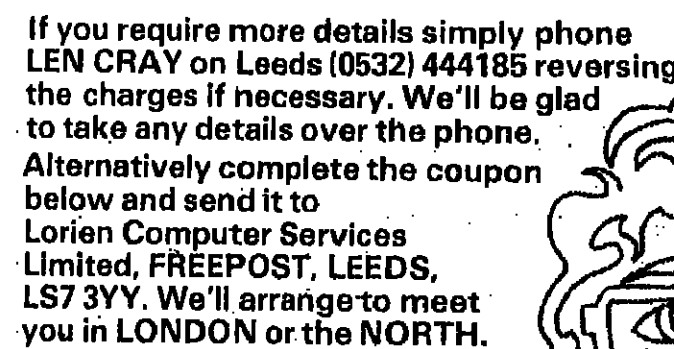 If you require more details simply phone
LEN CRAY on Leeds (0532) 444185 reversing
the charges if necessary. We'll be glad
to take any details over the phone.
Alternatively complete the coupon
below and send it to
Lorien Computer Services
Limited, FREEPOST, LEEDS,
LS7 3YY. We'll arrange to meet
you in LONDON or the NORTH.